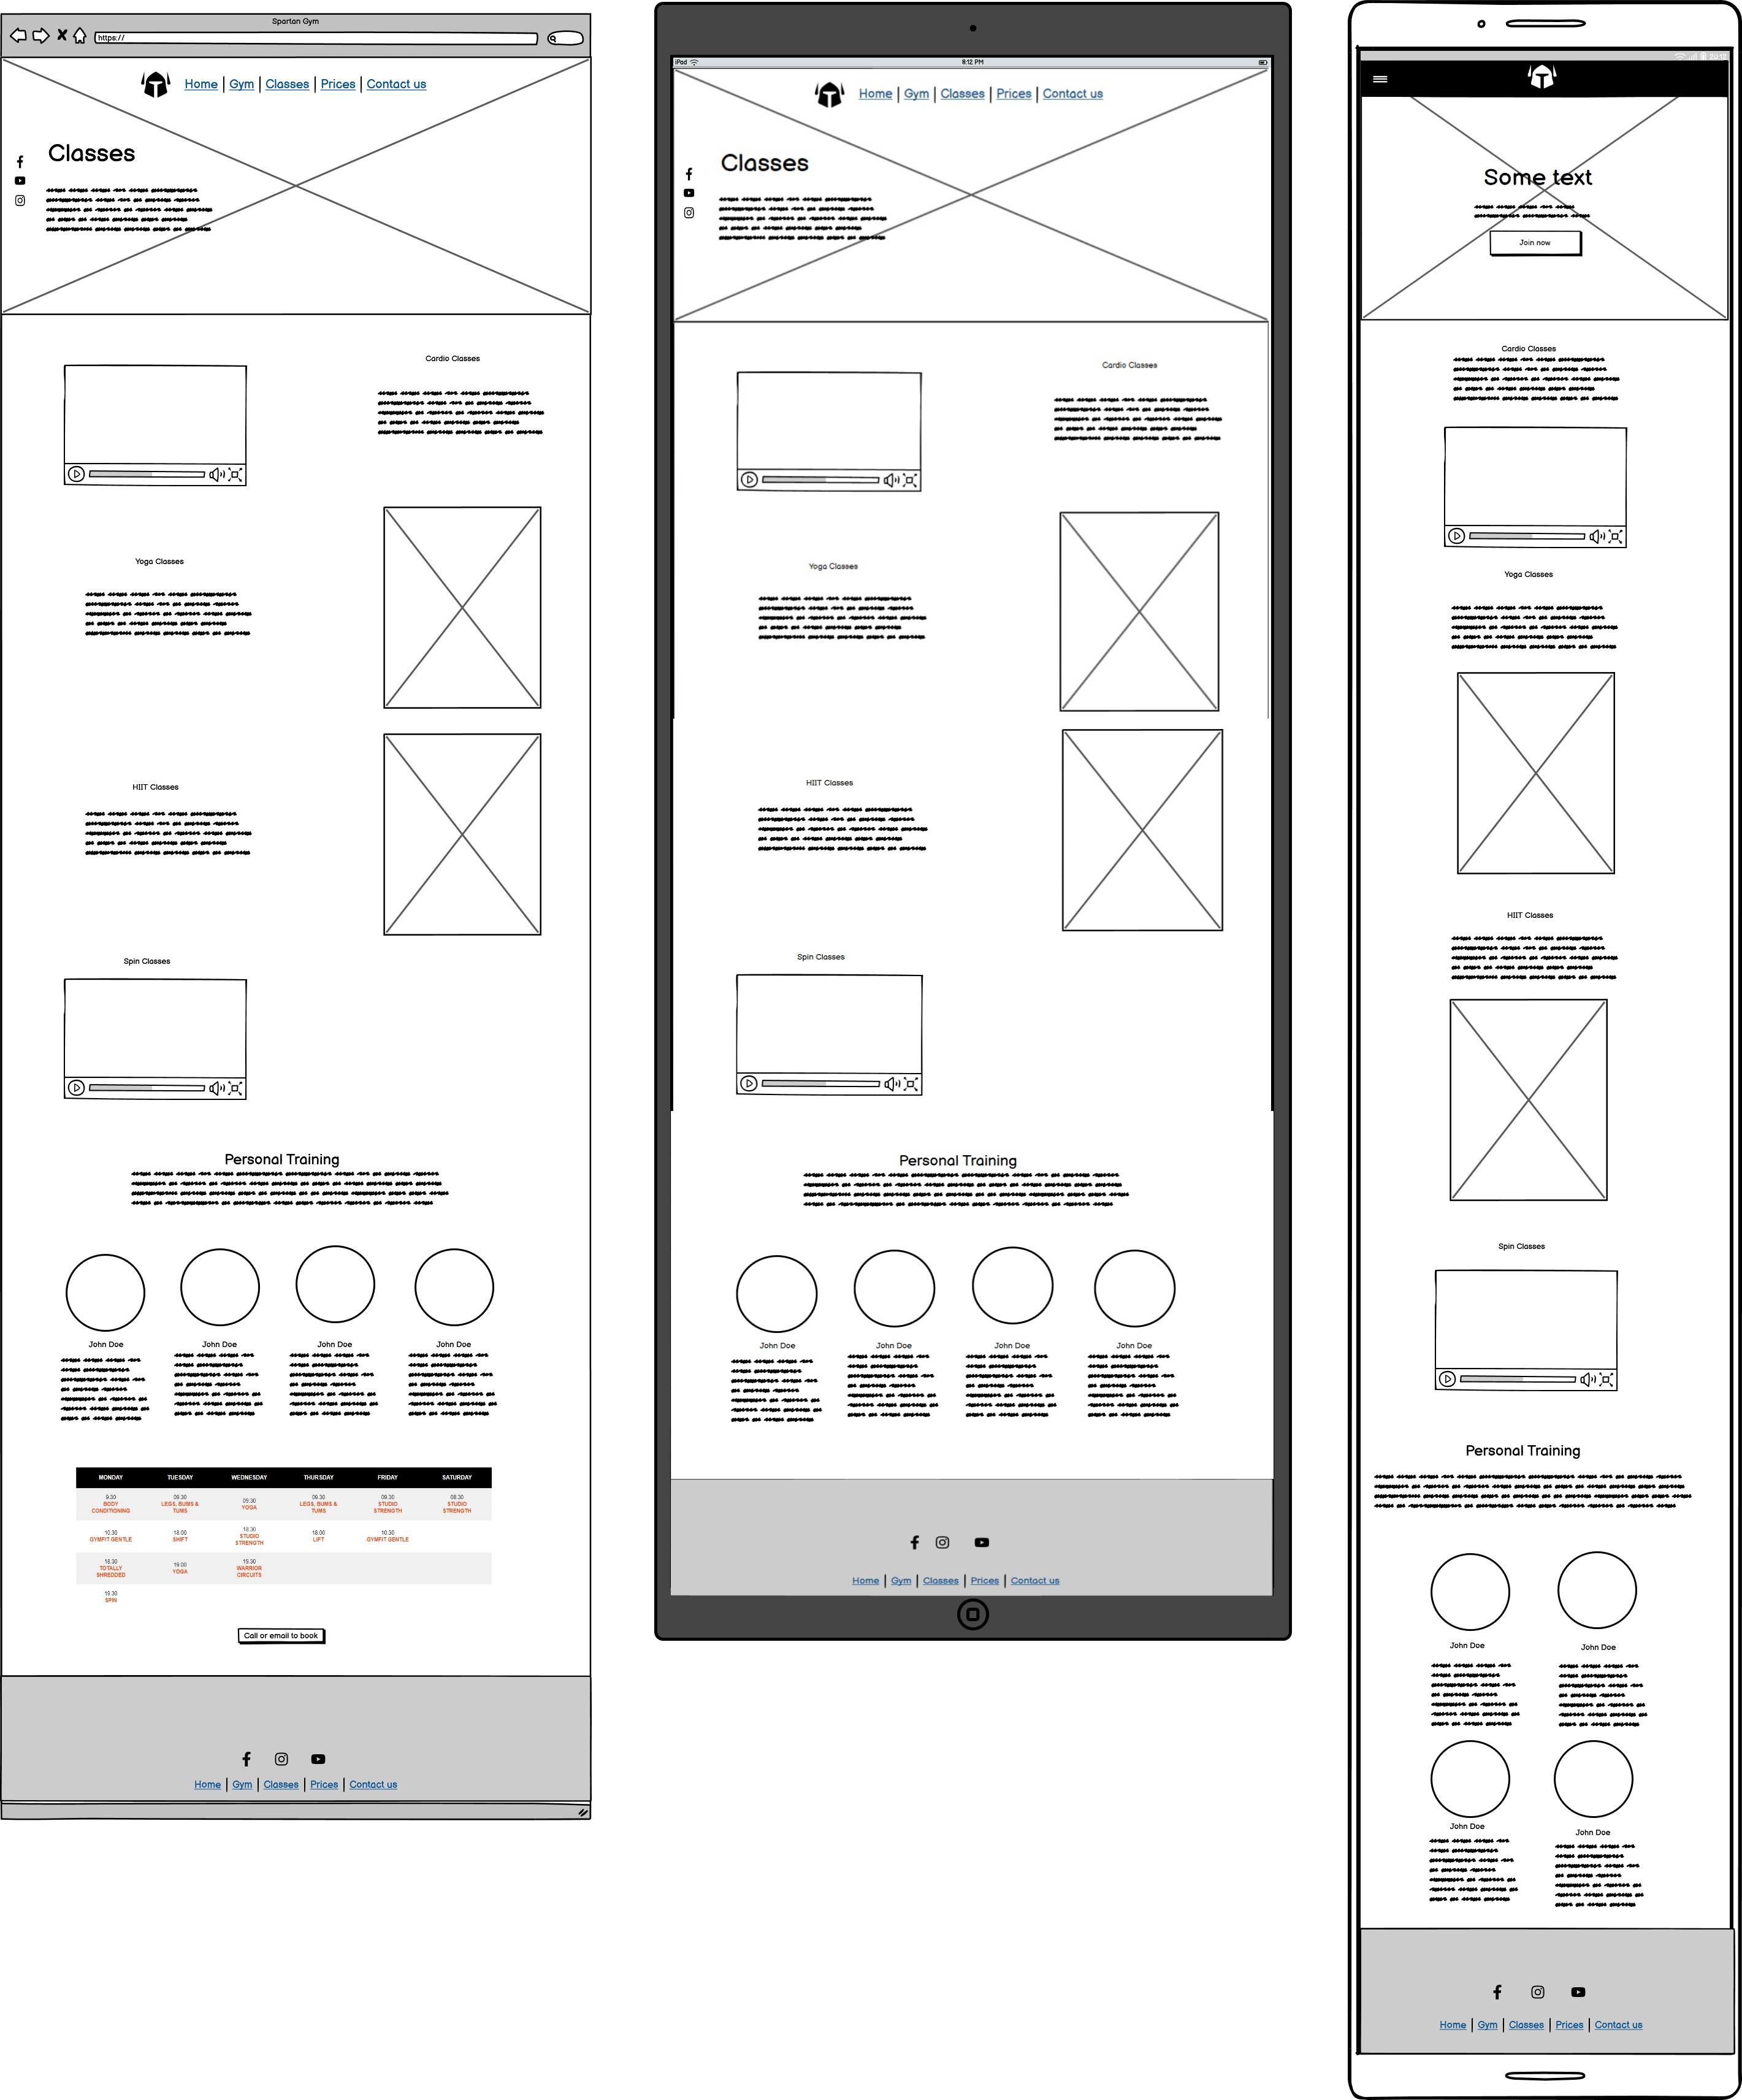 Spartan Gym
https://
Home | Gym | Classes | Prices | Contact us
Classes
Cardio Classes
Yoga Classes
HIIT Classes
Spin Classes
Personal Training
John Doe John Doe John Doe John Doe
MONDAY TUESDAY WEDNESDAY THURSDAY FRIDAY SATURDAY
9.30 09.30 09.30 09.30 09.30 08.30
BODY CONDITIONING LEGS, BUMS & TUMS YOGA LEGS, BUMS & TUMS STUDIO STRENGTH STUDIO STRENGTH
10.30 18.00 18.30 18.00 10.30
GYMFIT GENTLE SHIFT STUDIO STRENGTH LIFT GYMFIT GENTLE
18.30 19.00 19.30
TOTALLY SHREDDED YOGA WARRIOR CIRCUITS
19.30
SPIN
Call or email to book
Home | Gym | Classes | Prices | Contact us
iPad 8:12 PM
Home | Gym | Classes | Prices | Contact us
Classes
Cardio Classes
Yoga Classes
HIIT Classes
Spin Classes
Personal Training
John Doe John Doe John Doe John Doe
Home | Gym | Classes | Prices | Contact us
Some text
Join now
Cardio Classes
Yoga Classes
HIIT Classes
Spin Classes
Personal Training
John Doe John Doe
John Doe John Doe
Home | Gym | Classes | Prices | Contact us